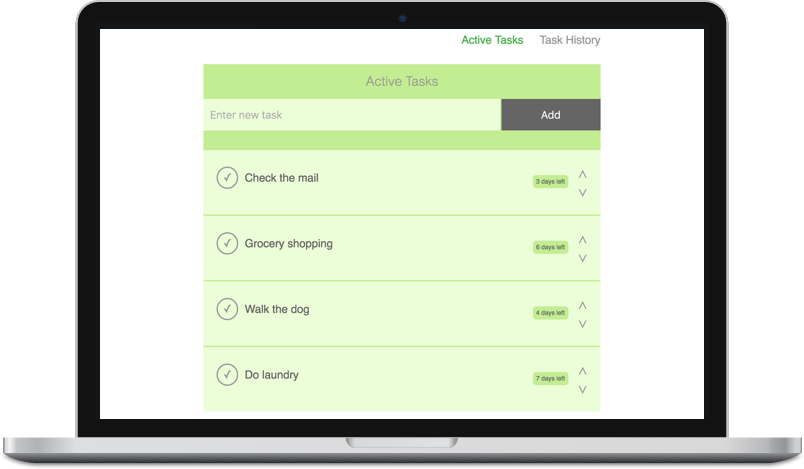 Active Tasks Task History
Active Tasks
Enter new task Add
Check the mail 3 days left
Grocery shopping 6 days left
Walk the dog 4 days left
Do laundry 7 days left